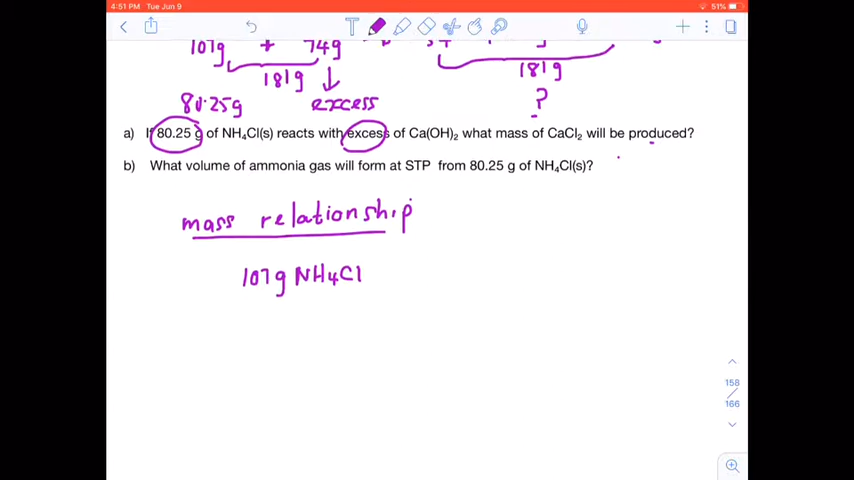 4:51 PM Tue Jun 9
51%
107g + 74g
181g
181g
80.25g
excess
?
a) If 80.25 g of NH₄Cl(s) reacts with excess of Ca(OH)₂ what mass of CaCl₂ will be produced?
b) What volume of ammonia gas will form at STP from 80.25 g of NH₄Cl(s)?
mass relationship
107g NH4Cl
158
166